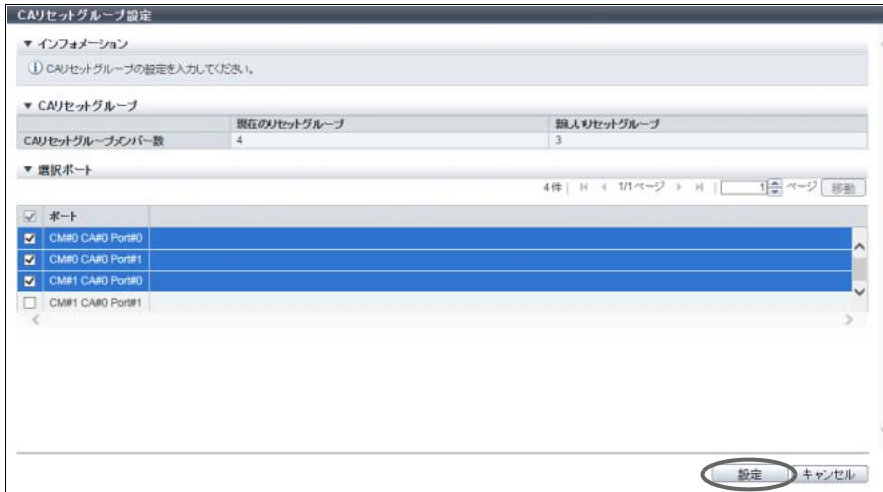 CAリセットグループ設定
▼ インフォメーション
CAリセットグループの設定を入力してください。
▼ CAリセットグループ
現在のリセットグループ 新しいリセットグループ
CAリセットグループメンバー数 4 3
▼ 選択ポート
4件 1/1ページ 1 ページ 移動
ポート
CM#0 CA#0 Port#0
CM#0 CA#0 Port#1
CM#1 CA#0 Port#0
CM#1 CA#0 Port#1
設定 キャンセル